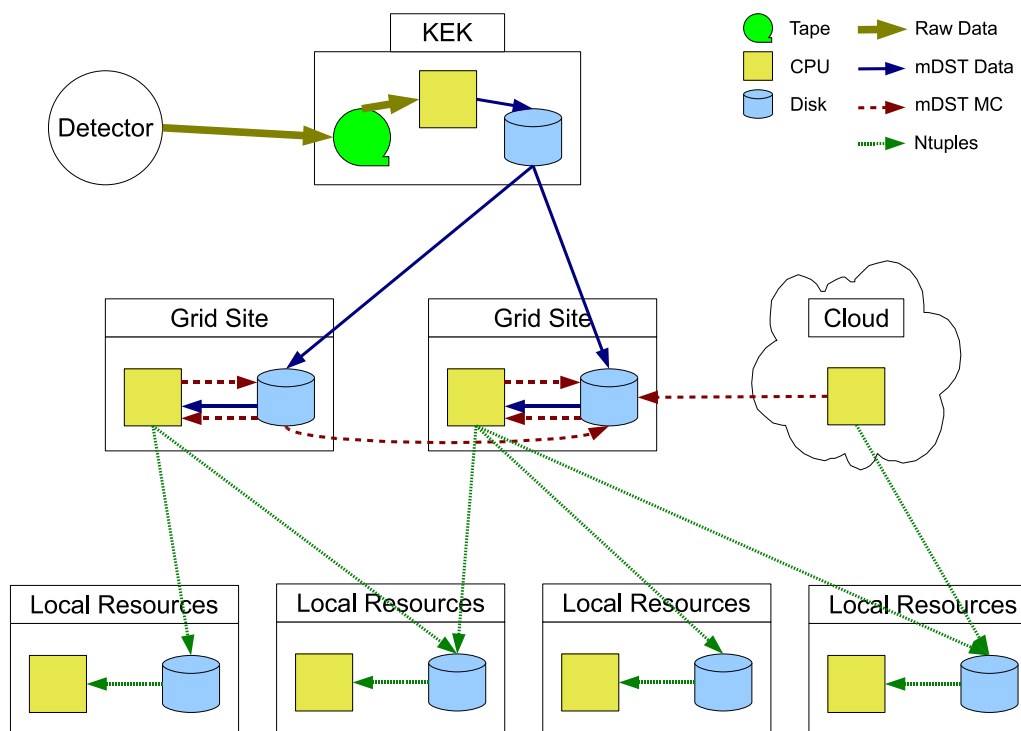 KEK
Tape
Raw Data
CPU
mDST Data
Disk
mDST MC
Ntuples
Detector
Grid Site
Grid Site
Cloud
Local Resources
Local Resources
Local Resources
Local Resources